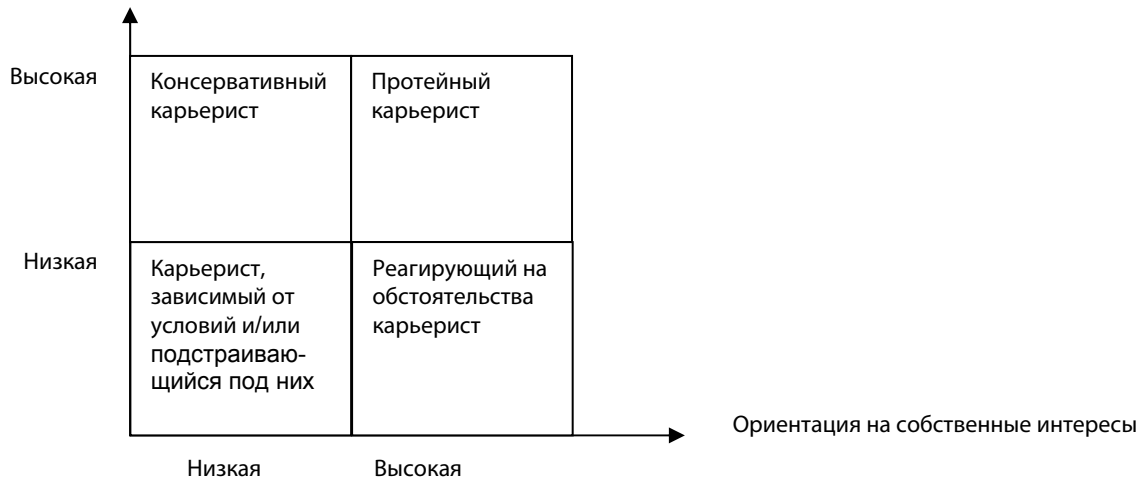 Высокая
Консервативный
карьерист
Протейный
карьерист
Низкая
Карьерист,
зависимый от
условий и/или
подстраиваю-
щийся под них
Реагирующий на
обстоятельства
карьерист
Ориентация на собственные интересы
Низкая
Высокая